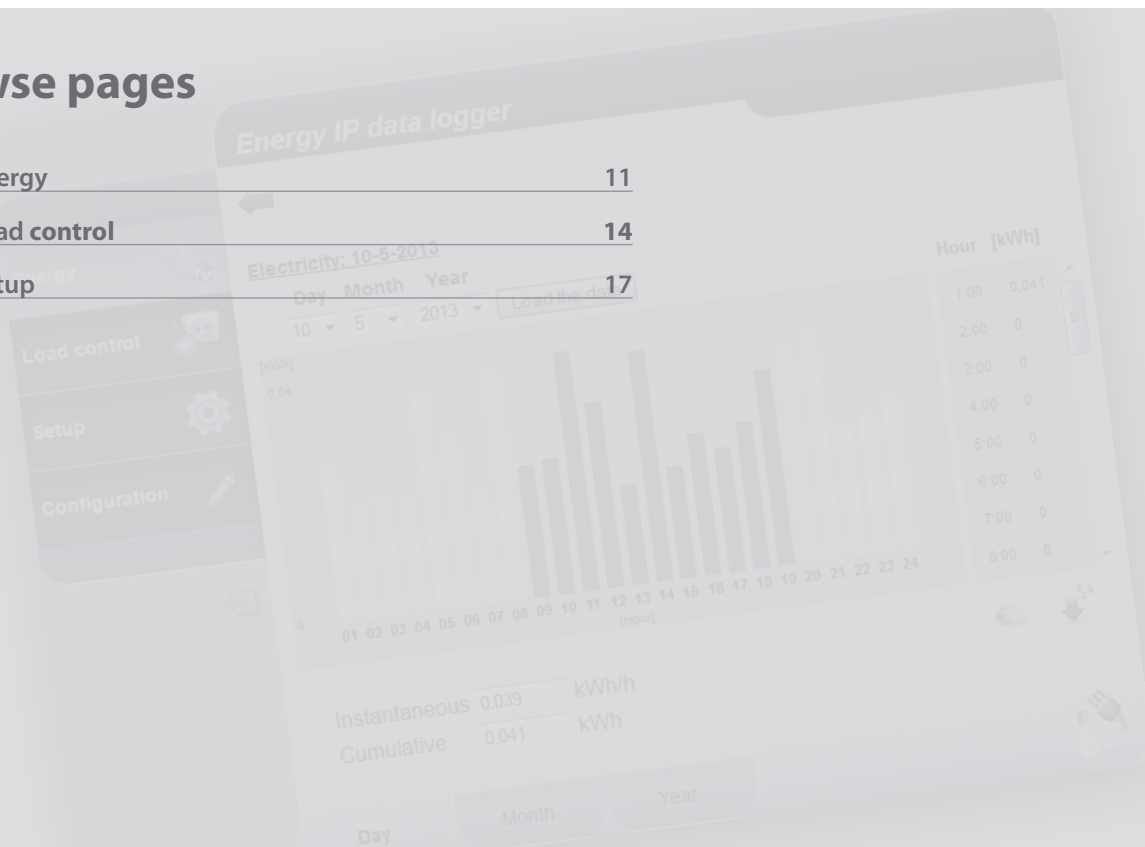 wse pages
Energy IP data logger
ergy 11
ad control 14
tup 17
Energy
Load control
Setup
Configuration
Electricity: 10-5-2013
Day Month Year
10 5 2013 Load the data
[kWh]
0,04
0
01 02 03 04 05 06 07 08 09 10 11 12 13 14 15 16 17 18 19 20 21 22 23 24
[Hour]
Hour [kWh]
1:00 0,041
2:00 0
3:00 0
4:00 0
5:00 0
6:00 0
7:00 0
8:00 0
Instantaneous 0,039 kWh/h
Cumulative 0,041 kWh
Day Month Year